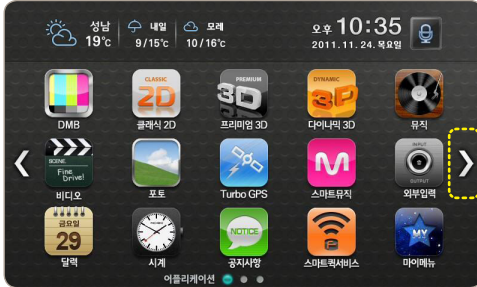 성남 내일 모레 오후 10:35
19°C 9/15°C 10/16°C 2011.11.24. 목요일
CLASSIC PREMIUM DYNAMIC
2D 3D 3D
DMB 클래식 2D 프리미엄 3D 다이나믹 3D 뮤직
SCENE Fine Drive! INPUT OUTPUT
비디오 포토 Turbo GPS 스마트뮤직 외부입력
금요일 29 NOTICE MY
달력 시계 공지사항 스마트퀵서비스 마이메뉴
어플리케이션